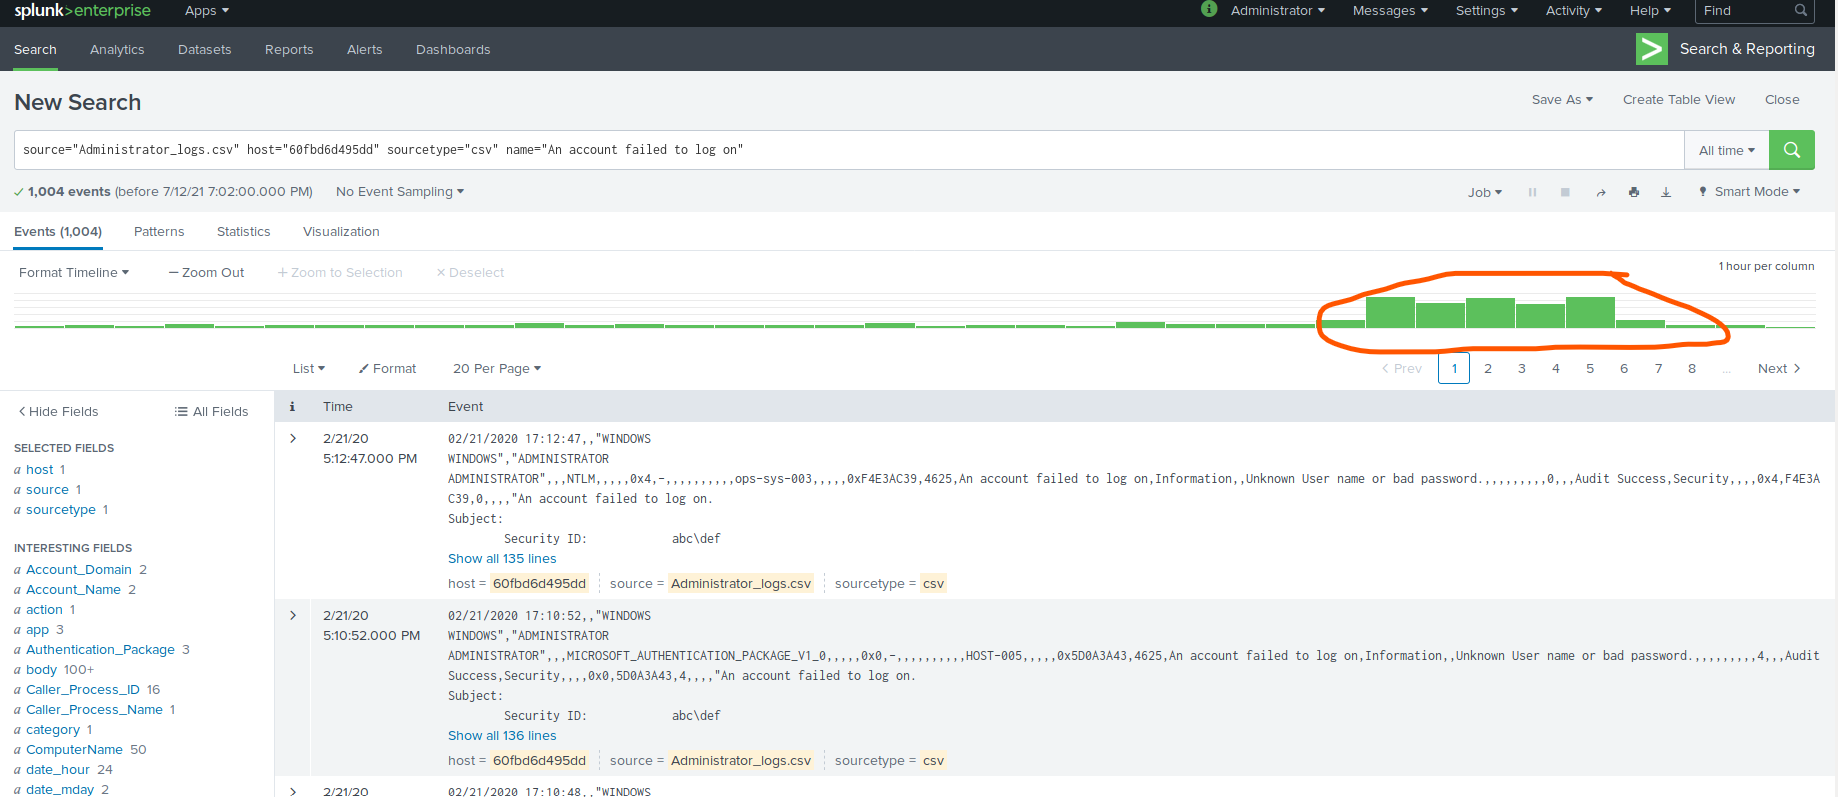 splunk>enterprise Apps Administrator Messages Settings Activity Help Find
Search Analytics Datasets Reports Alerts Dashboards Search & Reporting
New Search Save As Create Table View Close
source="Administrator_logs.csv" host="60fbd6d495dd" sourcetype="csv" name="An account failed to log on" All time
1,004 events (before 7/12/21 7:02:00.000 PM) No Event Sampling Job Smart Mode
Events (1,004) Patterns Statistics Visualization
Format Timeline — Zoom Out + Zoom to Selection × Deselect 1 hour per column
List Format 20 Per Page < Prev 1 2 3 4 5 6 7 8 ... Next >
< Hide Fields All Fields
SELECTED FIELDS
a host 1
a source 1
a sourcetype 1
INTERESTING FIELDS
a Account_Domain 2
a Account_Name 2
a action 1
a app 3
a Authentication_Package 3
a body 100+
a Caller_Process_ID 16
a Caller_Process_Name 1
a category 1
a ComputerName 50
a date_hour 24
a date_mday 2
i Time Event
> 2/21/20 02/21/2020 17:12:47,,"WINDOWS
5:12:47.000 PM WINDOWS","ADMINISTRATOR
ADMINISTRATOR",,,NTLM,,,,,0x4,-,,,,,,,,,,ops-sys-003,,,,,0xF4E3AC39,4625,An account failed to log on,Information,,Unknown User name or bad password.,,,,,,,,,0,,,Audit Success,Security,,,,0x4,F4E3A
C39,0,,,,"An account failed to log on.
Subject:
Security ID: abc\def
Show all 135 lines
host = 60fbd6d495dd source = Administrator_logs.csv sourcetype = csv
> 2/21/20 02/21/2020 17:10:52,,"WINDOWS
5:10:52.000 PM WINDOWS","ADMINISTRATOR
ADMINISTRATOR",,,MICROSOFT_AUTHENTICATION_PACKAGE_V1_0,,,,,0x0,-,,,,,,,,,,HOST-005,,,,,0x5D0A3A43,4625,An account failed to log on,Information,,Unknown User name or bad password.,,,,,,,,,4,,,Audit
Success,Security,,,,0x0,5D0A3A43,4,,,,"An account failed to log on.
Subject:
Security ID: abc\def
Show all 136 lines
host = 60fbd6d495dd source = Administrator_logs.csv sourcetype = csv
> 2/21/20 02/21/2020 17:10:48,,"WINDOWS